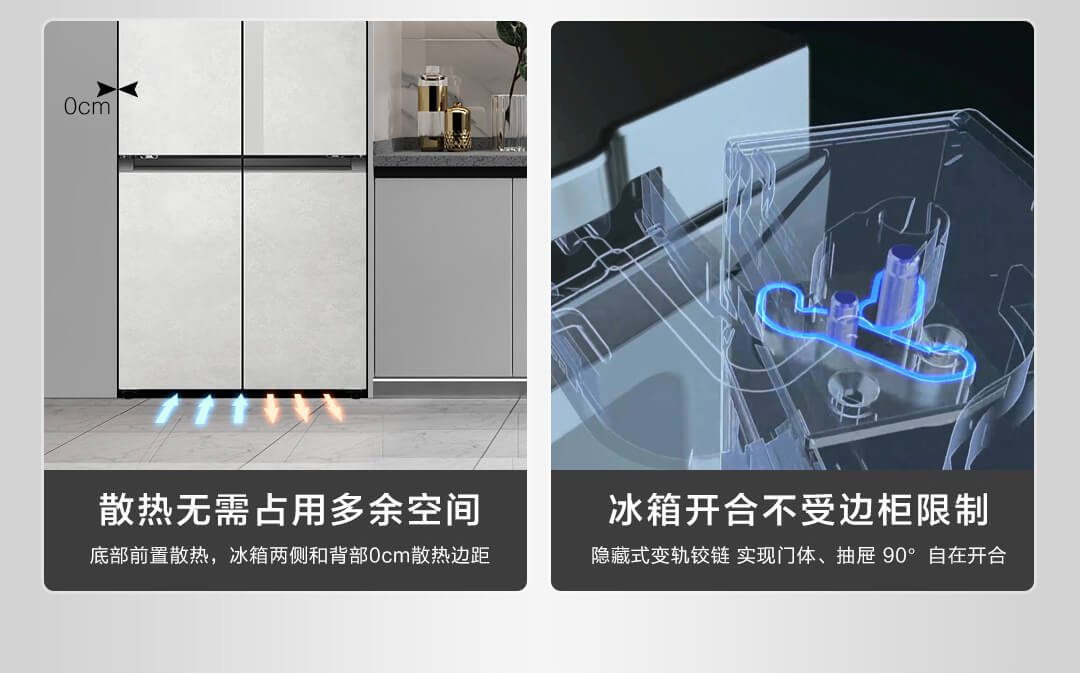 0cm
散热无需占用多余空间
底部前置散热，冰箱两侧和背部0cm散热边距
冰箱开合不受边柜限制
隐藏式变轨铰链 实现门体、抽屉 90° 自在开合